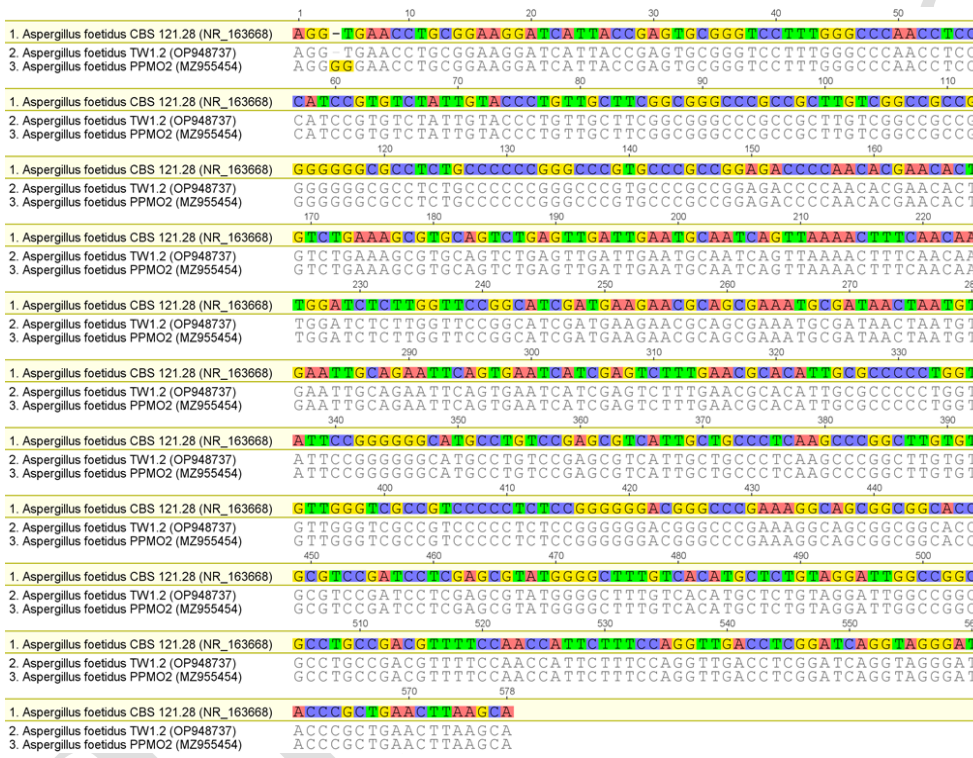 1 10 20 30 40 50
1. Aspergillus foetidus CBS 121.28 (NR_163668) AGG-TGAACCTGCGGAAGGATCATTACCGAGTGCGGGTCCTTTGGGCCCAACCTCC
2. Aspergillus foetidus TW1.2 (OP948737) AGG-TGAACCTGCGGAAGGATCATTACCGAGTGCGGGTCCTTTGGGCCCAACCTCC
3. Aspergillus foetidus PPMO2 (MZ955454) AGGGGGAACCTGCGGAAGGATCATTACCGAGTGCGGGTCCTTTGGGCCCAACCTCC
60 70 80 90 100 110
1. Aspergillus foetidus CBS 121.28 (NR_163668) CATCCGTGTCTATTGTACCCTGTTGCTTCGGCGGGCCCGCCGCTTGTCGGCCGCCG
2. Aspergillus foetidus TW1.2 (OP948737) CATCCGTGTCTATTGTACCCTGTTGCTTCGGCGGGCCCGCCGCTTGTCGGCCGCCG
3. Aspergillus foetidus PPMO2 (MZ955454) CATCCGTGTCTATTGTACCCTGTTGCTTCGGCGGGCCCGCCGCTTGTCGGCCGCCG
120 130 140 150 160
1. Aspergillus foetidus CBS 121.28 (NR_163668) GGGGGGCGCCTCTGCCCCCCGGGCCCGTGCCCGCCGGAGACCCCAACACGAACACT
2. Aspergillus foetidus TW1.2 (OP948737) GGGGGGCGCCTCTGCCCCCCGGGCCCGTGCCCGCCGGAGACCCCAACACGAACACT
3. Aspergillus foetidus PPMO2 (MZ955454) GGGGGGCGCCTCTGCCCCCCGGGCCCGTGCCCGCCGGAGACCCCAACACGAACACT
170 180 190 200 210 220
1. Aspergillus foetidus CBS 121.28 (NR_163668) GTCTGAAAGCGTGCAGTCTGAGTTGATTGAATGCAATCAGTTAAAACTTTCAACAA
2. Aspergillus foetidus TW1.2 (OP948737) GTCTGAAAGCGTGCAGTCTGAGTTGATTGAATGCAATCAGTTAAAACTTTCAACAA
3. Aspergillus foetidus PPMO2 (MZ955454) GTCTGAAAGCGTGCAGTCTGAGTTGATTGAATGCAATCAGTTAAAACTTTCAACAA
230 240 250 260 270 28
1. Aspergillus foetidus CBS 121.28 (NR_163668) TGGATCTCTTGGTTCCGGCATCGATGAAGAACGCAGCGAAATGCGATAACTAATGT
2. Aspergillus foetidus TW1.2 (OP948737) TGGATCTCTTGGTTCCGGCATCGATGAAGAACGCAGCGAAATGCGATAACTAATGT
3. Aspergillus foetidus PPMO2 (MZ955454) TGGATCTCTTGGTTCCGGCATCGATGAAGAACGCAGCGAAATGCGATAACTAATGT
290 300 310 320 330
1. Aspergillus foetidus CBS 121.28 (NR_163668) GAATTGCAGAATTCAGTGAATCATCGAGTCTTTGAACGCACATTGCGCCCCCTGGT
2. Aspergillus foetidus TW1.2 (OP948737) GAATTGCAGAATTCAGTGAATCATCGAGTCTTTGAACGCACATTGCGCCCCCTGGT
3. Aspergillus foetidus PPMO2 (MZ955454) GAATTGCAGAATTCAGTGAATCATCGAGTCTTTGAACGCACATTGCGCCCCCTGGT
340 350 360 370 380 390
1. Aspergillus foetidus CBS 121.28 (NR_163668) ATTCCGGGGGGCATGCCTGTCCGAGCGTCATTGCTGCCCTCAAGCCCGGCTTGTGT
2. Aspergillus foetidus TW1.2 (OP948737) ATTCCGGGGGGCATGCCTGTCCGAGCGTCATTGCTGCCCTCAAGCCCGGCTTGTGT
3. Aspergillus foetidus PPMO2 (MZ955454) ATTCCGGGGGGCATGCCTGTCCGAGCGTCATTGCTGCCCTCAAGCCCGGCTTGTGA
400 410 420 430 440
1. Aspergillus foetidus CBS 121.28 (NR_163668) GTTGGGTCGCCGTCCCCCTCTCCGGGGGGACGGGCCCGAAAGGCAGCGGCGGCACC
2. Aspergillus foetidus TW1.2 (OP948737) GTTGGGTCGCCGTCCCCCTCTCCGGGGGGACGGGCCCGAAAGGCAGCGGCGGCACC
3. Aspergillus foetidus PPMO2 (MZ955454) GTTGGGTCGCCGTCCCCCTCTCCGGGGGGACGGGCCCGAAAGGCAGCGGCGGCACC
450 460 470 480 490 500
1. Aspergillus foetidus CBS 121.28 (NR_163668) GCGTCCGATCCTCGAGCGTATGGGGCTTTGTCACATGCTCTGTAGGATTGGCCGGC
2. Aspergillus foetidus TW1.2 (OP948737) GCGTCCGATCCTCGAGCGTATGGGGCTTTGTCACATGCTCTGTAGGATTGGCCGGC
3. Aspergillus foetidus PPMO2 (MZ955454) GCGTCCGATCCTCGAGCGTATGGGGCTTTGTCACATGCTCTGTAGGATTGGCCGGC
510 520 530 540 550 56
1. Aspergillus foetidus CBS 121.28 (NR_163668) GCCTGCCGACGTTTTCCAACCATTCTTTCCAGGTTGACCTCGGATCAGGTAGGGAT
2. Aspergillus foetidus TW1.2 (OP948737) GCCTGCCGACGTTTTCCAACCATTCTTTCCAGGTTGACCTCGGATCAGGTAGGGAT
3. Aspergillus foetidus PPMO2 (MZ955454) GCCTGCCGACGTTTTCCAACCATTCTTTCCAGGTTGACCTCGGATCAGGTAGGGAT
570 578
1. Aspergillus foetidus CBS 121.28 (NR_163668) ACCCGCTGAACTTAAGCA
2. Aspergillus foetidus TW1.2 (OP948737) ACCCGCTGAACTTAAGCA
3. Aspergillus foetidus PPMO2 (MZ955454) ACCCGCTGAACTTAAGCA